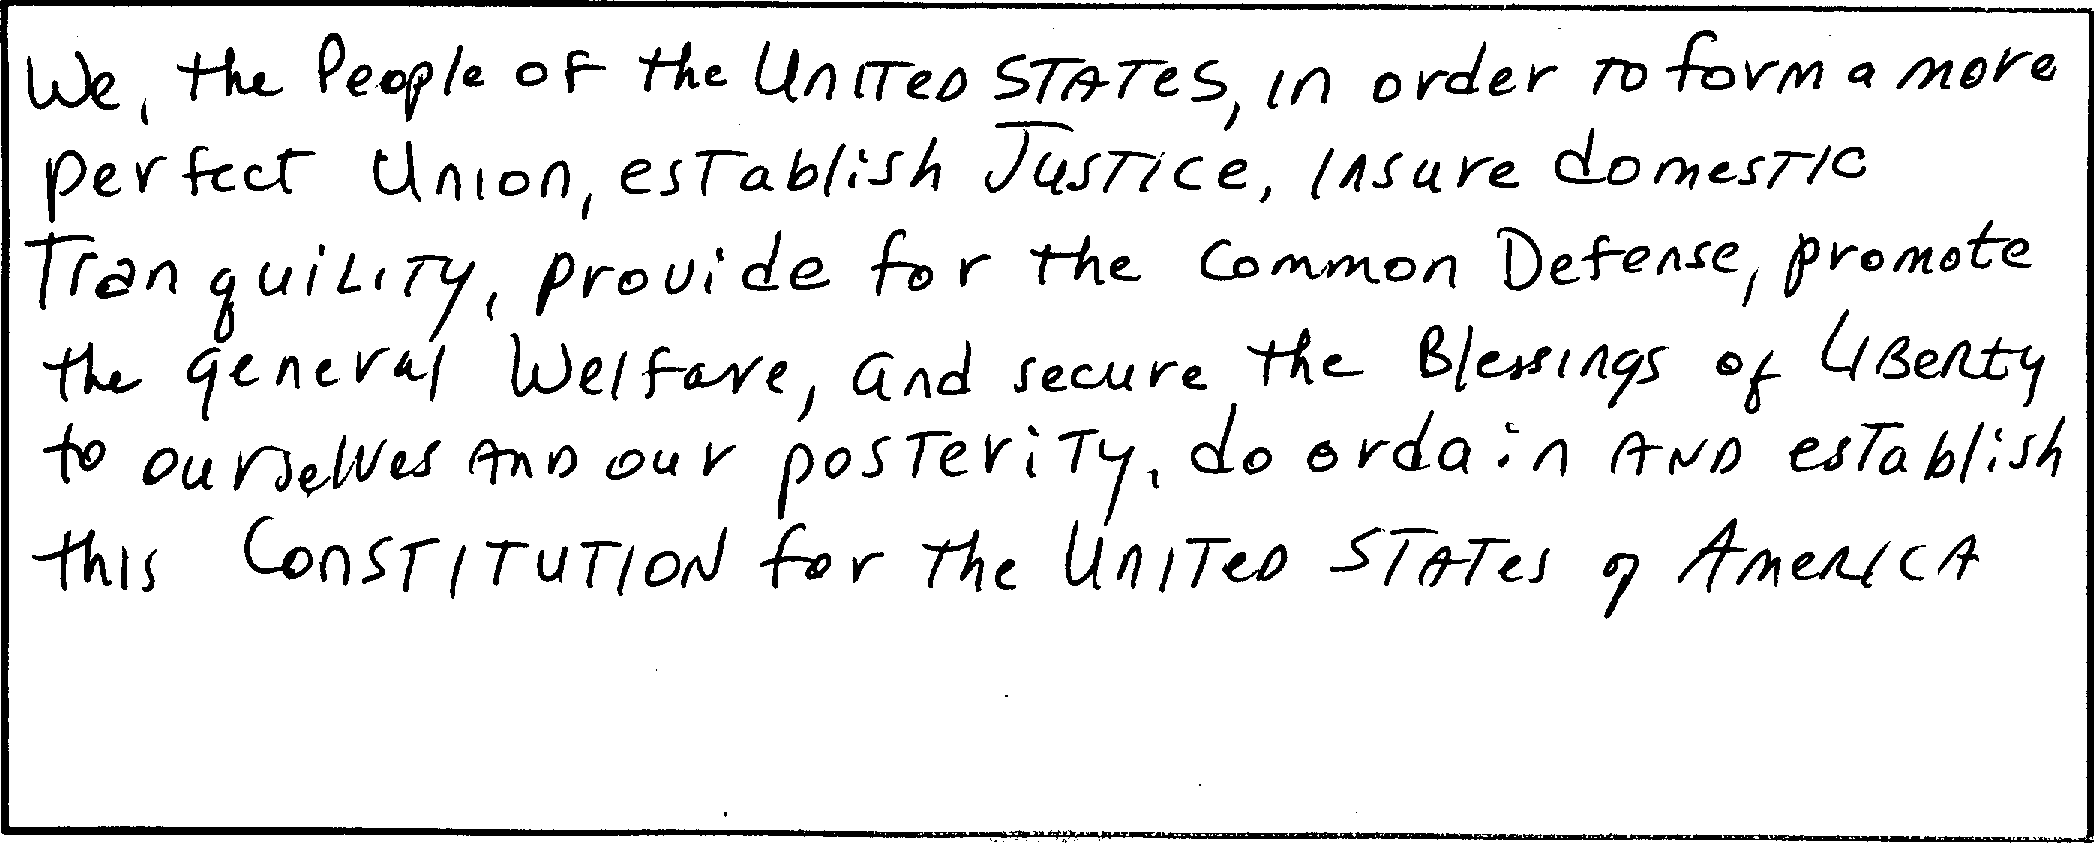 We, the People of the United States, in order to form a more
perfect Union, establish Justice, insure domestic
Tranquility, provide for the Common Defense, promote
the general Welfare, and secure the Blessings of Liberty
to ourselves and our posterity, do ordain and establish
this Constitution for the United States of America